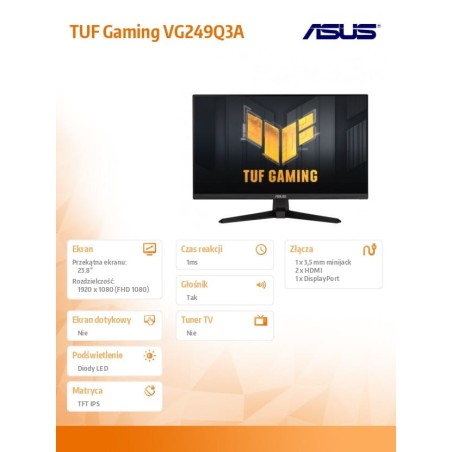 TUF Gaming VG249Q3A
ASUS
TUF GAMING
ASUS
Ekran
Przekątna ekranu:
23.8"
Rozdzielczość:
1920 x 1080 (FHD 1080)
Ekran dotykowy
Nie
Podświetlenie
Diody LED
Matryca
TFT IPS
Czas reakcji
1ms
Głośnik
Tak
Tuner TV
Nie
Złącza
1 x 3,5 mm minijack
2 x HDMI
1 x DisplayPort